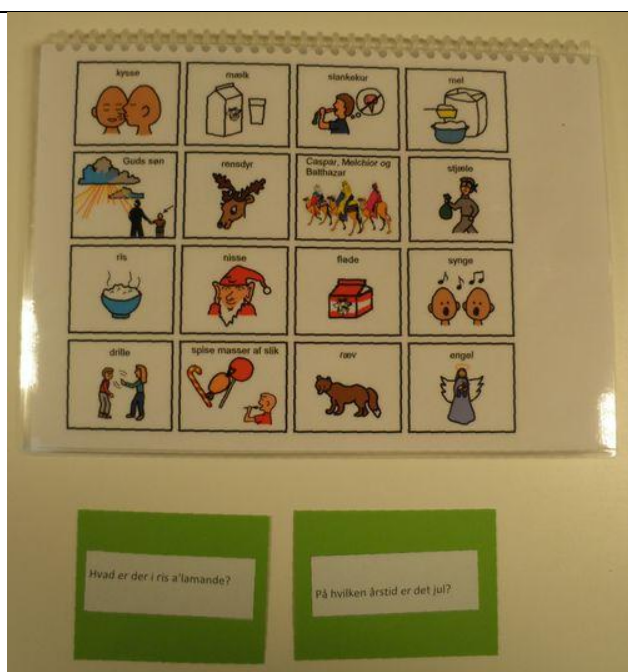 kysse
mælk
slankekur
mel
Guds søn
rensdyr
Caspar, Melchior og
Balthazar
stjæle
ris
nisse
fløde
synge
drille
spise masser af slik
ræv
engel
Hvad er der i ris a'lamande?
På hvilken årstid er det jul?